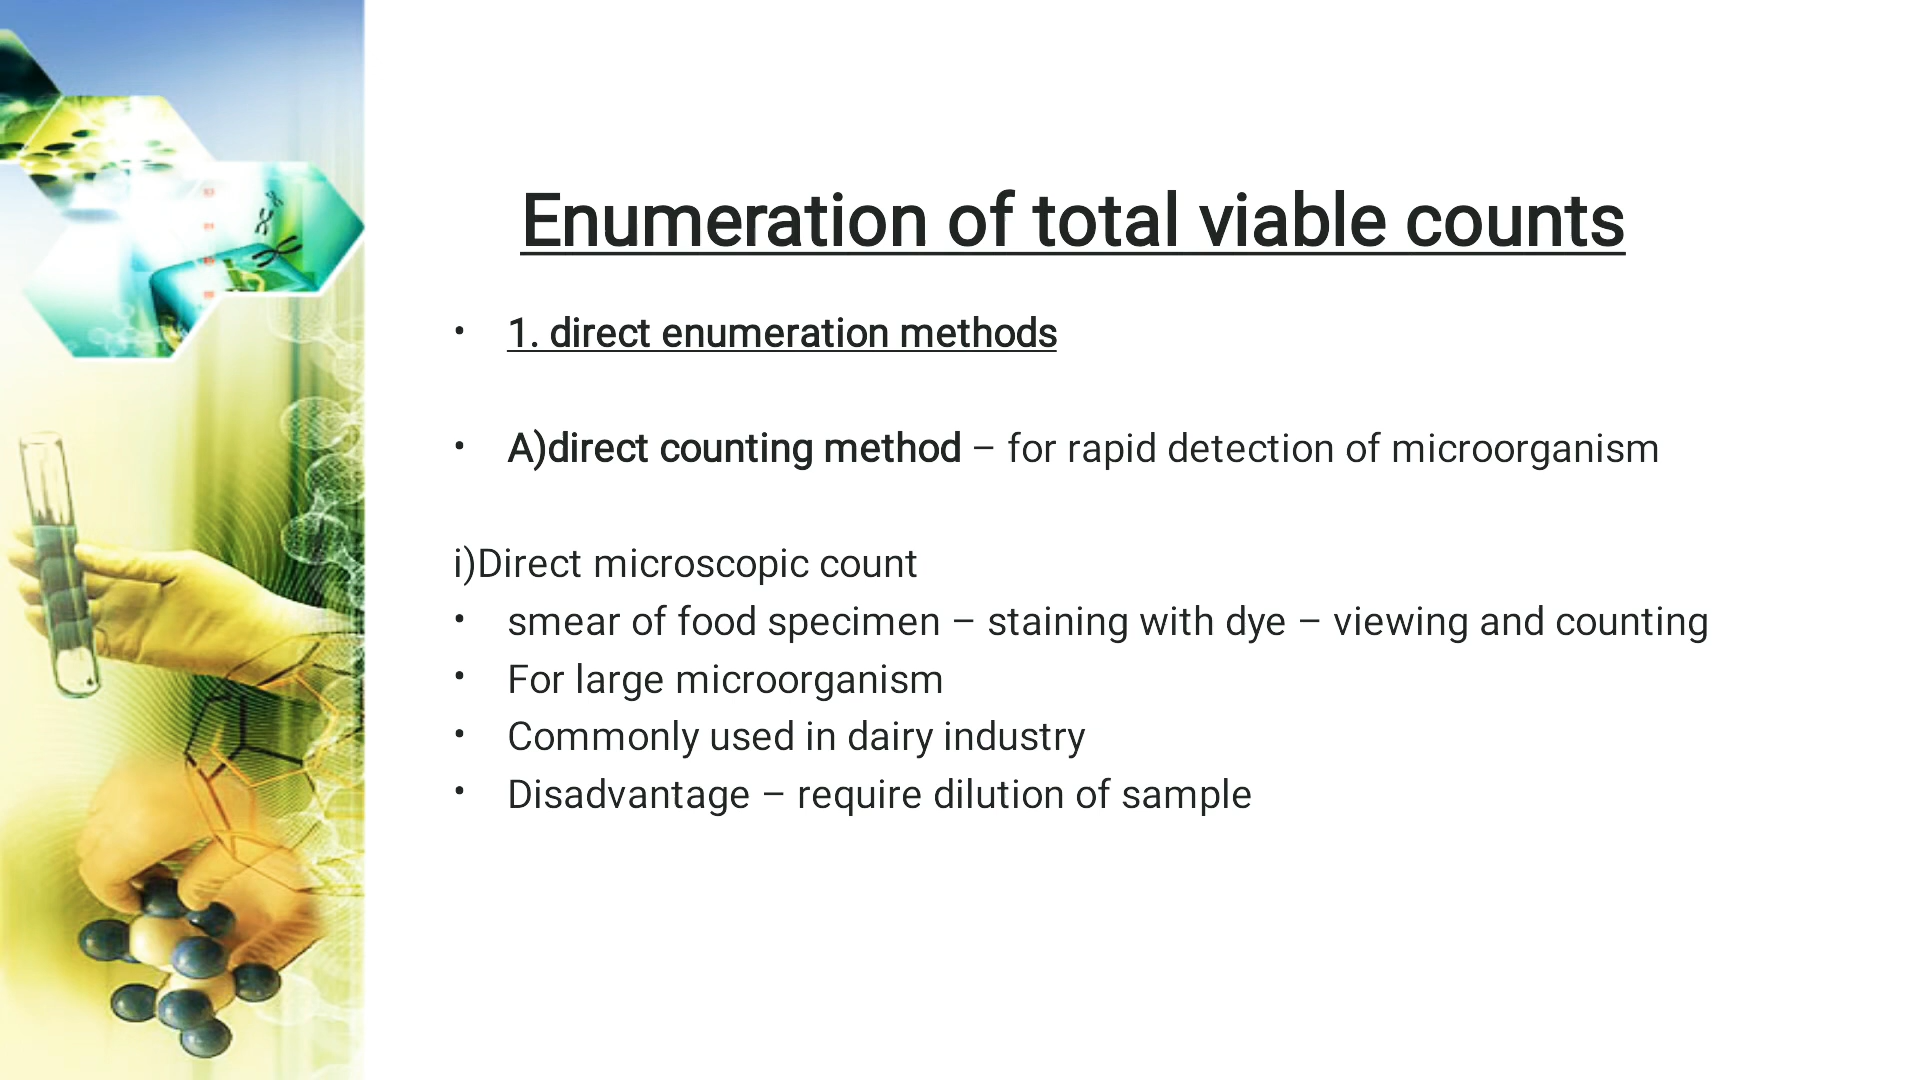 Enumeration of total viable counts
• 1. direct enumeration methods
• A)direct counting method – for rapid detection of microorganism
i)Direct microscopic count
• smear of food specimen – staining with dye – viewing and counting
• For large microorganism
• Commonly used in dairy industry
• Disadvantage – require dilution of sample